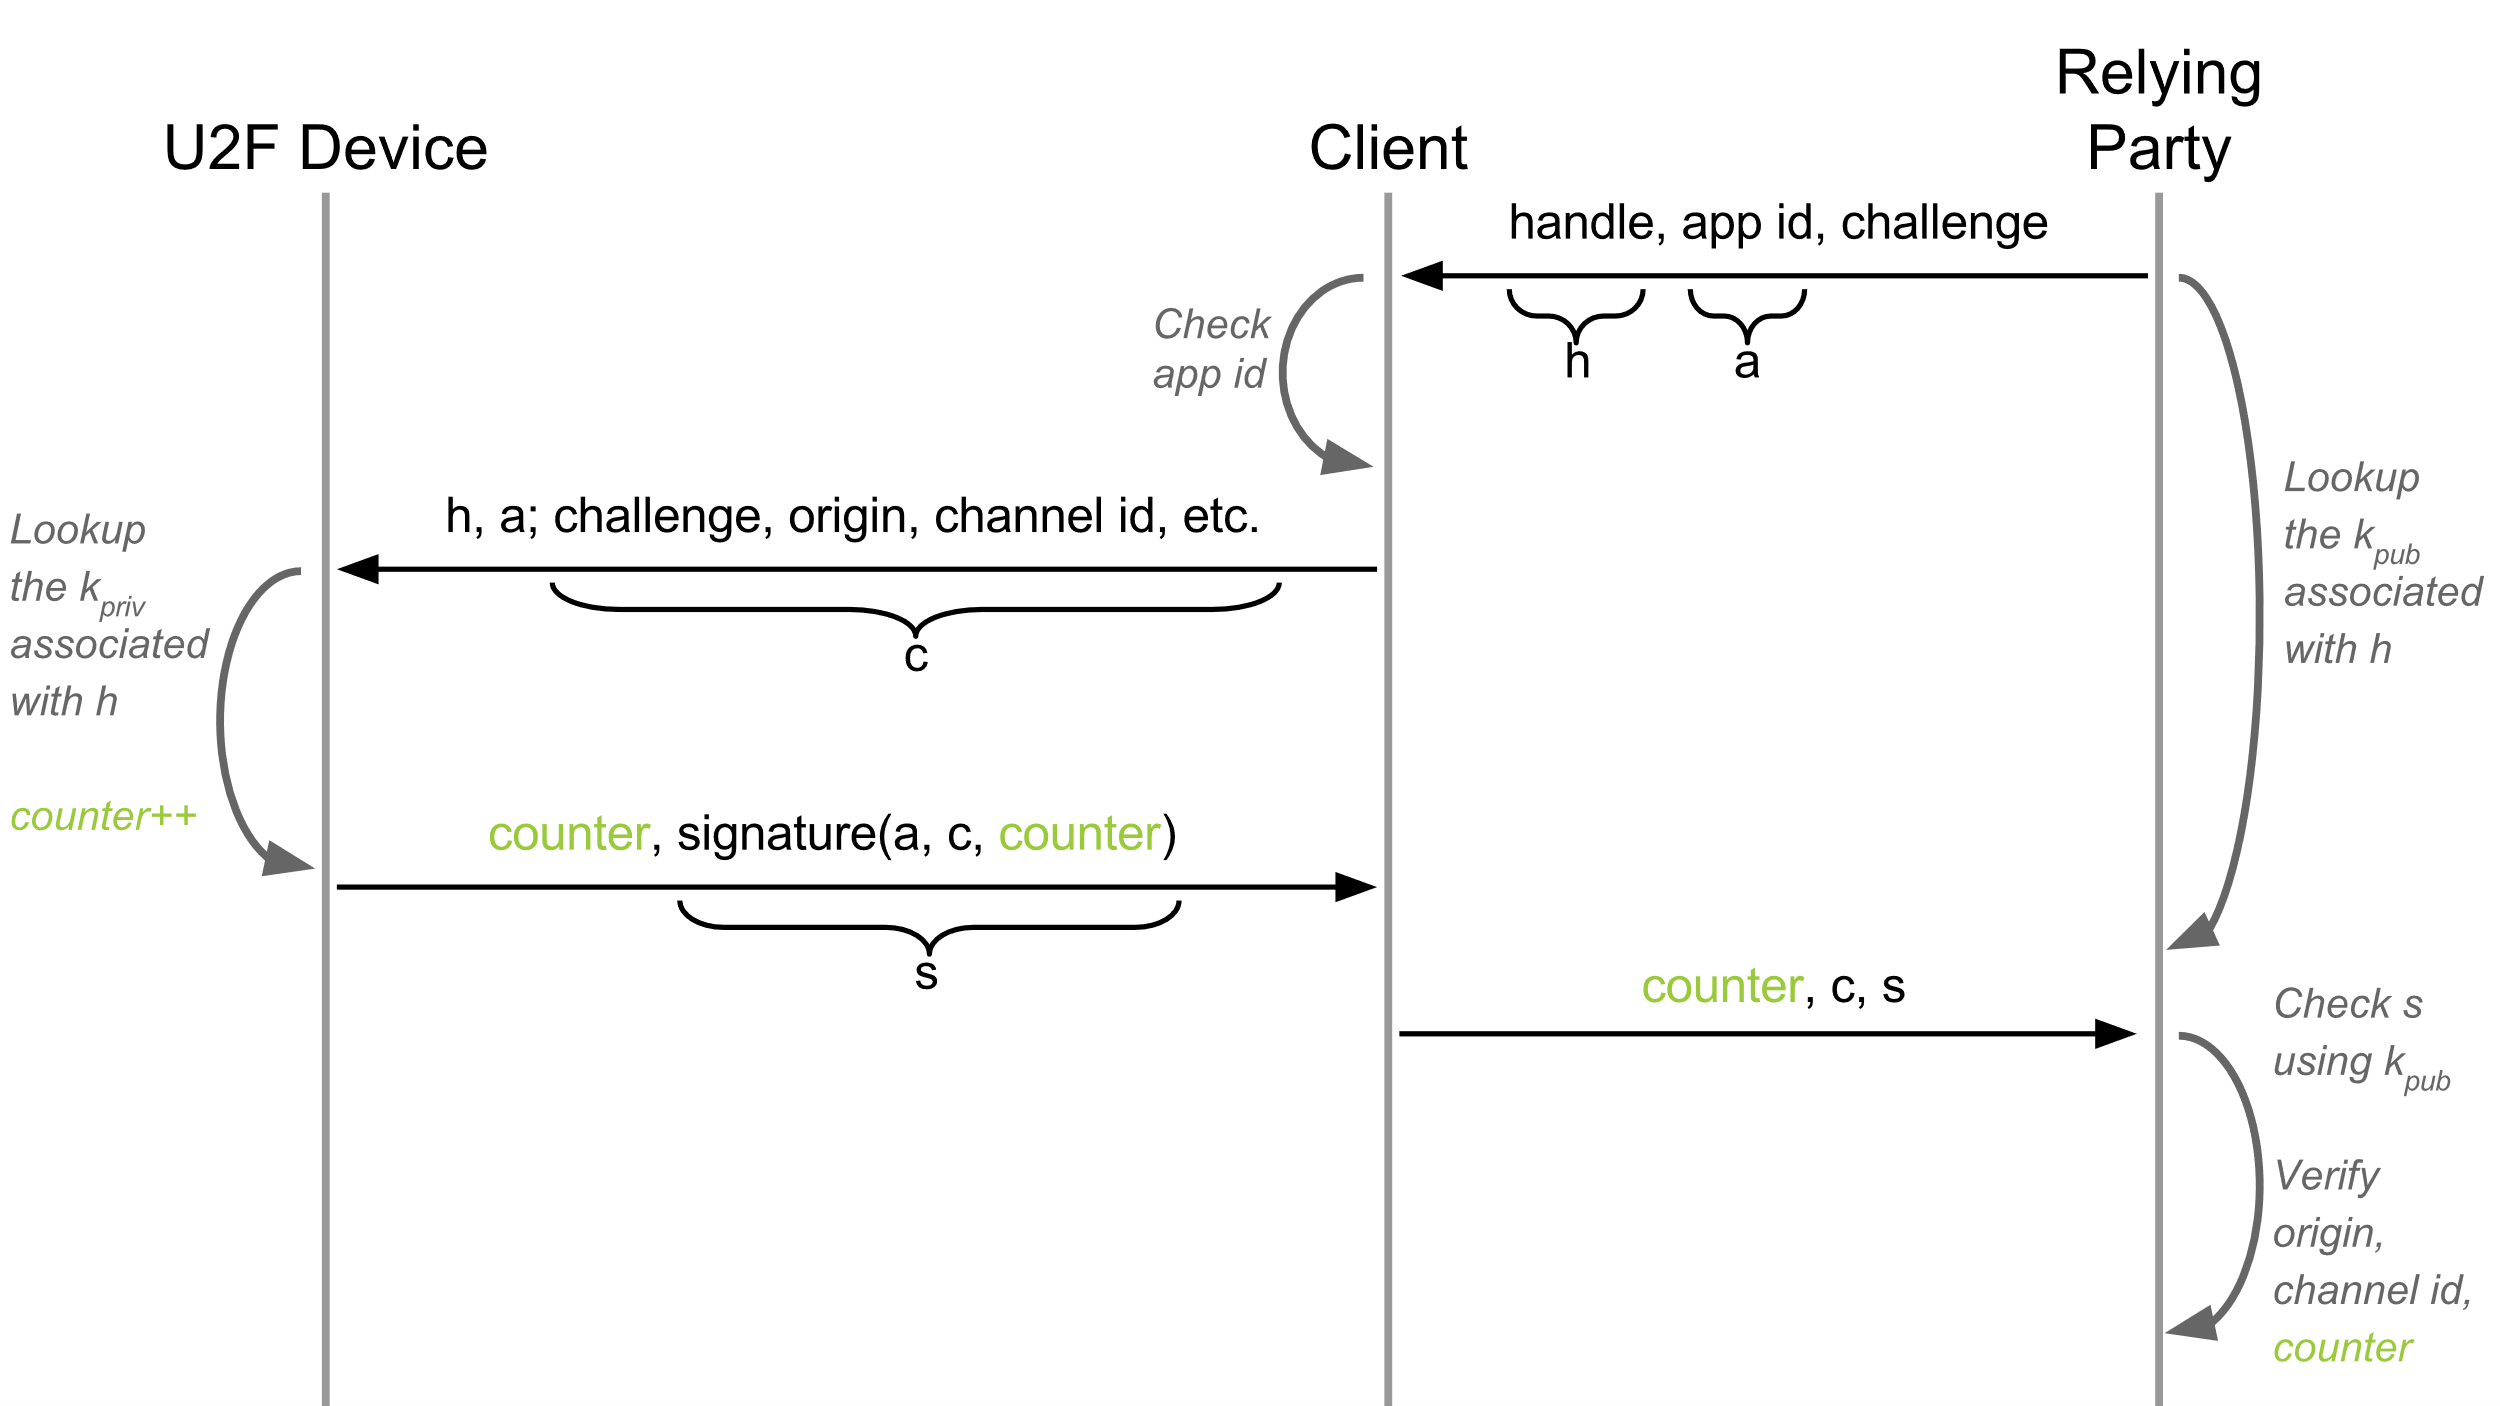 U2F Device
Client
Relying
Party
handle, app id, challenge
h
a
Check
app id
h, a; challenge, origin, channel id, etc.
c
Lookup
the kpriv
associated
with h
counter++
Lookup
the kpub
associated
with h
counter, signature(a, c, counter)
s
counter, c, s
Check s
using kpub
Verify
origin,
channel id,
counter